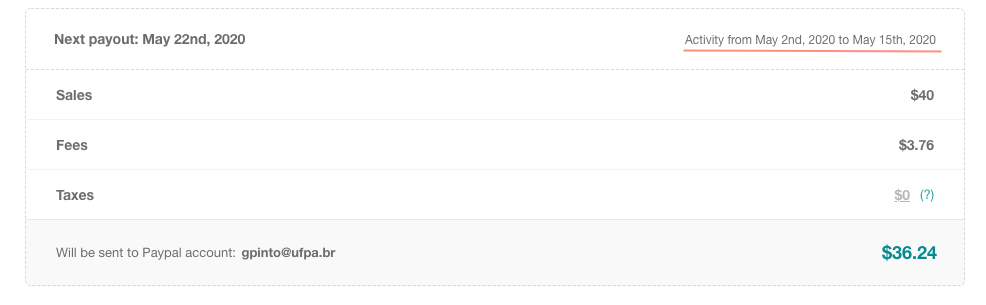 Next payout: May 22nd, 2020
Activity from May 2nd, 2020 to May 15th, 2020
Sales
$40
Fees
$3.76
Taxes
$0 (?)
Will be sent to Paypal account: gpinto@ufpa.br
$36.24